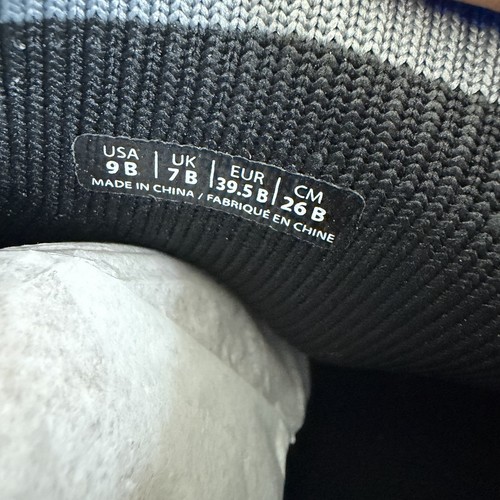 USA | UK | EUR | CM
9 B | 7 B | 39.5 B | 26 B
MADE IN CHINA / FABRIQUÉ EN CHINE